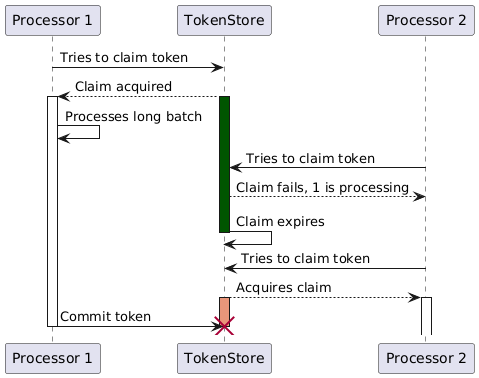 Processor 1
TokenStore
Processor 2
Tries to claim token
Claim acquired
Processes long batch
Tries to claim token
Claim fails, 1 is processing
Claim expires
Tries to claim token
Acquires claim
Commit token
Processor 1
TokenStore
Processor 2